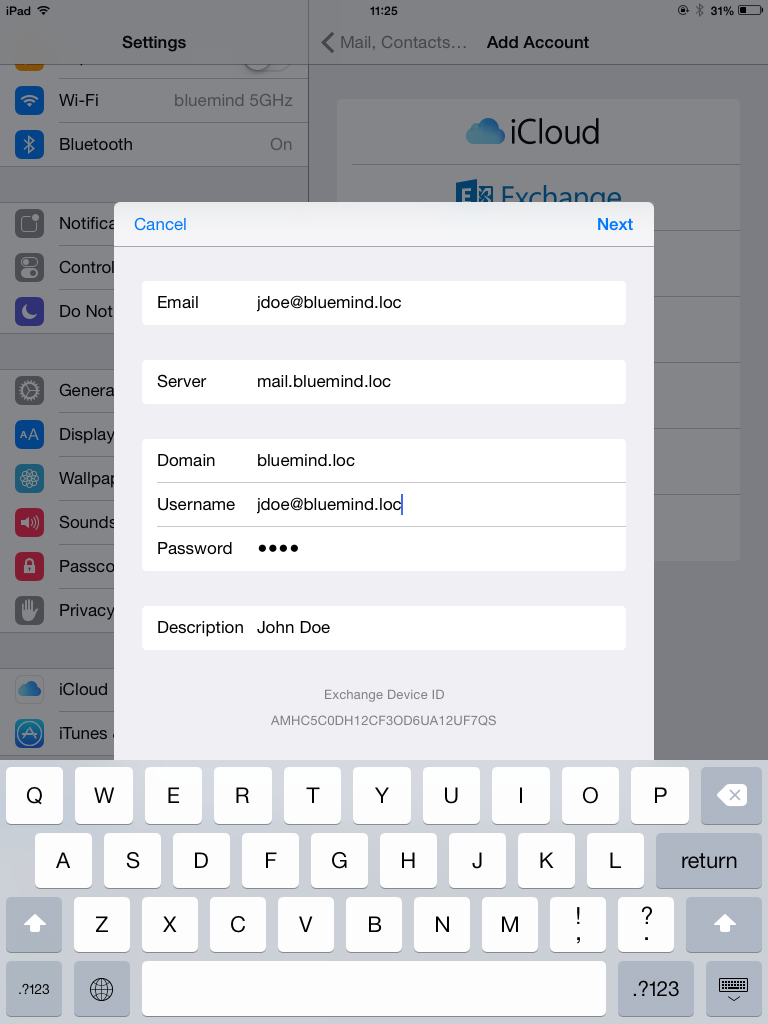 iPad 11:25 31%
Settings
Mail, Contacts... Add Account
Wi-Fi bluemind 5GHz
Bluetooth On
iCloud
Exchange
Cancel Next
Notifica
Control
Do Not
Genera
Display
AA
Wallpap
Sounds
Passco
Privacy
iCloud
iTunes
Email jdoe@bluemind.loc
Server mail.bluemind.loc
Domain bluemind.loc
Username jdoe@bluemind.loc
Password ••••
Description John Doe
Exchange Device ID
AMHC5C0DH12CF3OD6UA12UF7QS
Q W E R T Y U I O P
A S D F G H J K L return
Z X C V B N M ! , ? .
.?123 .?123